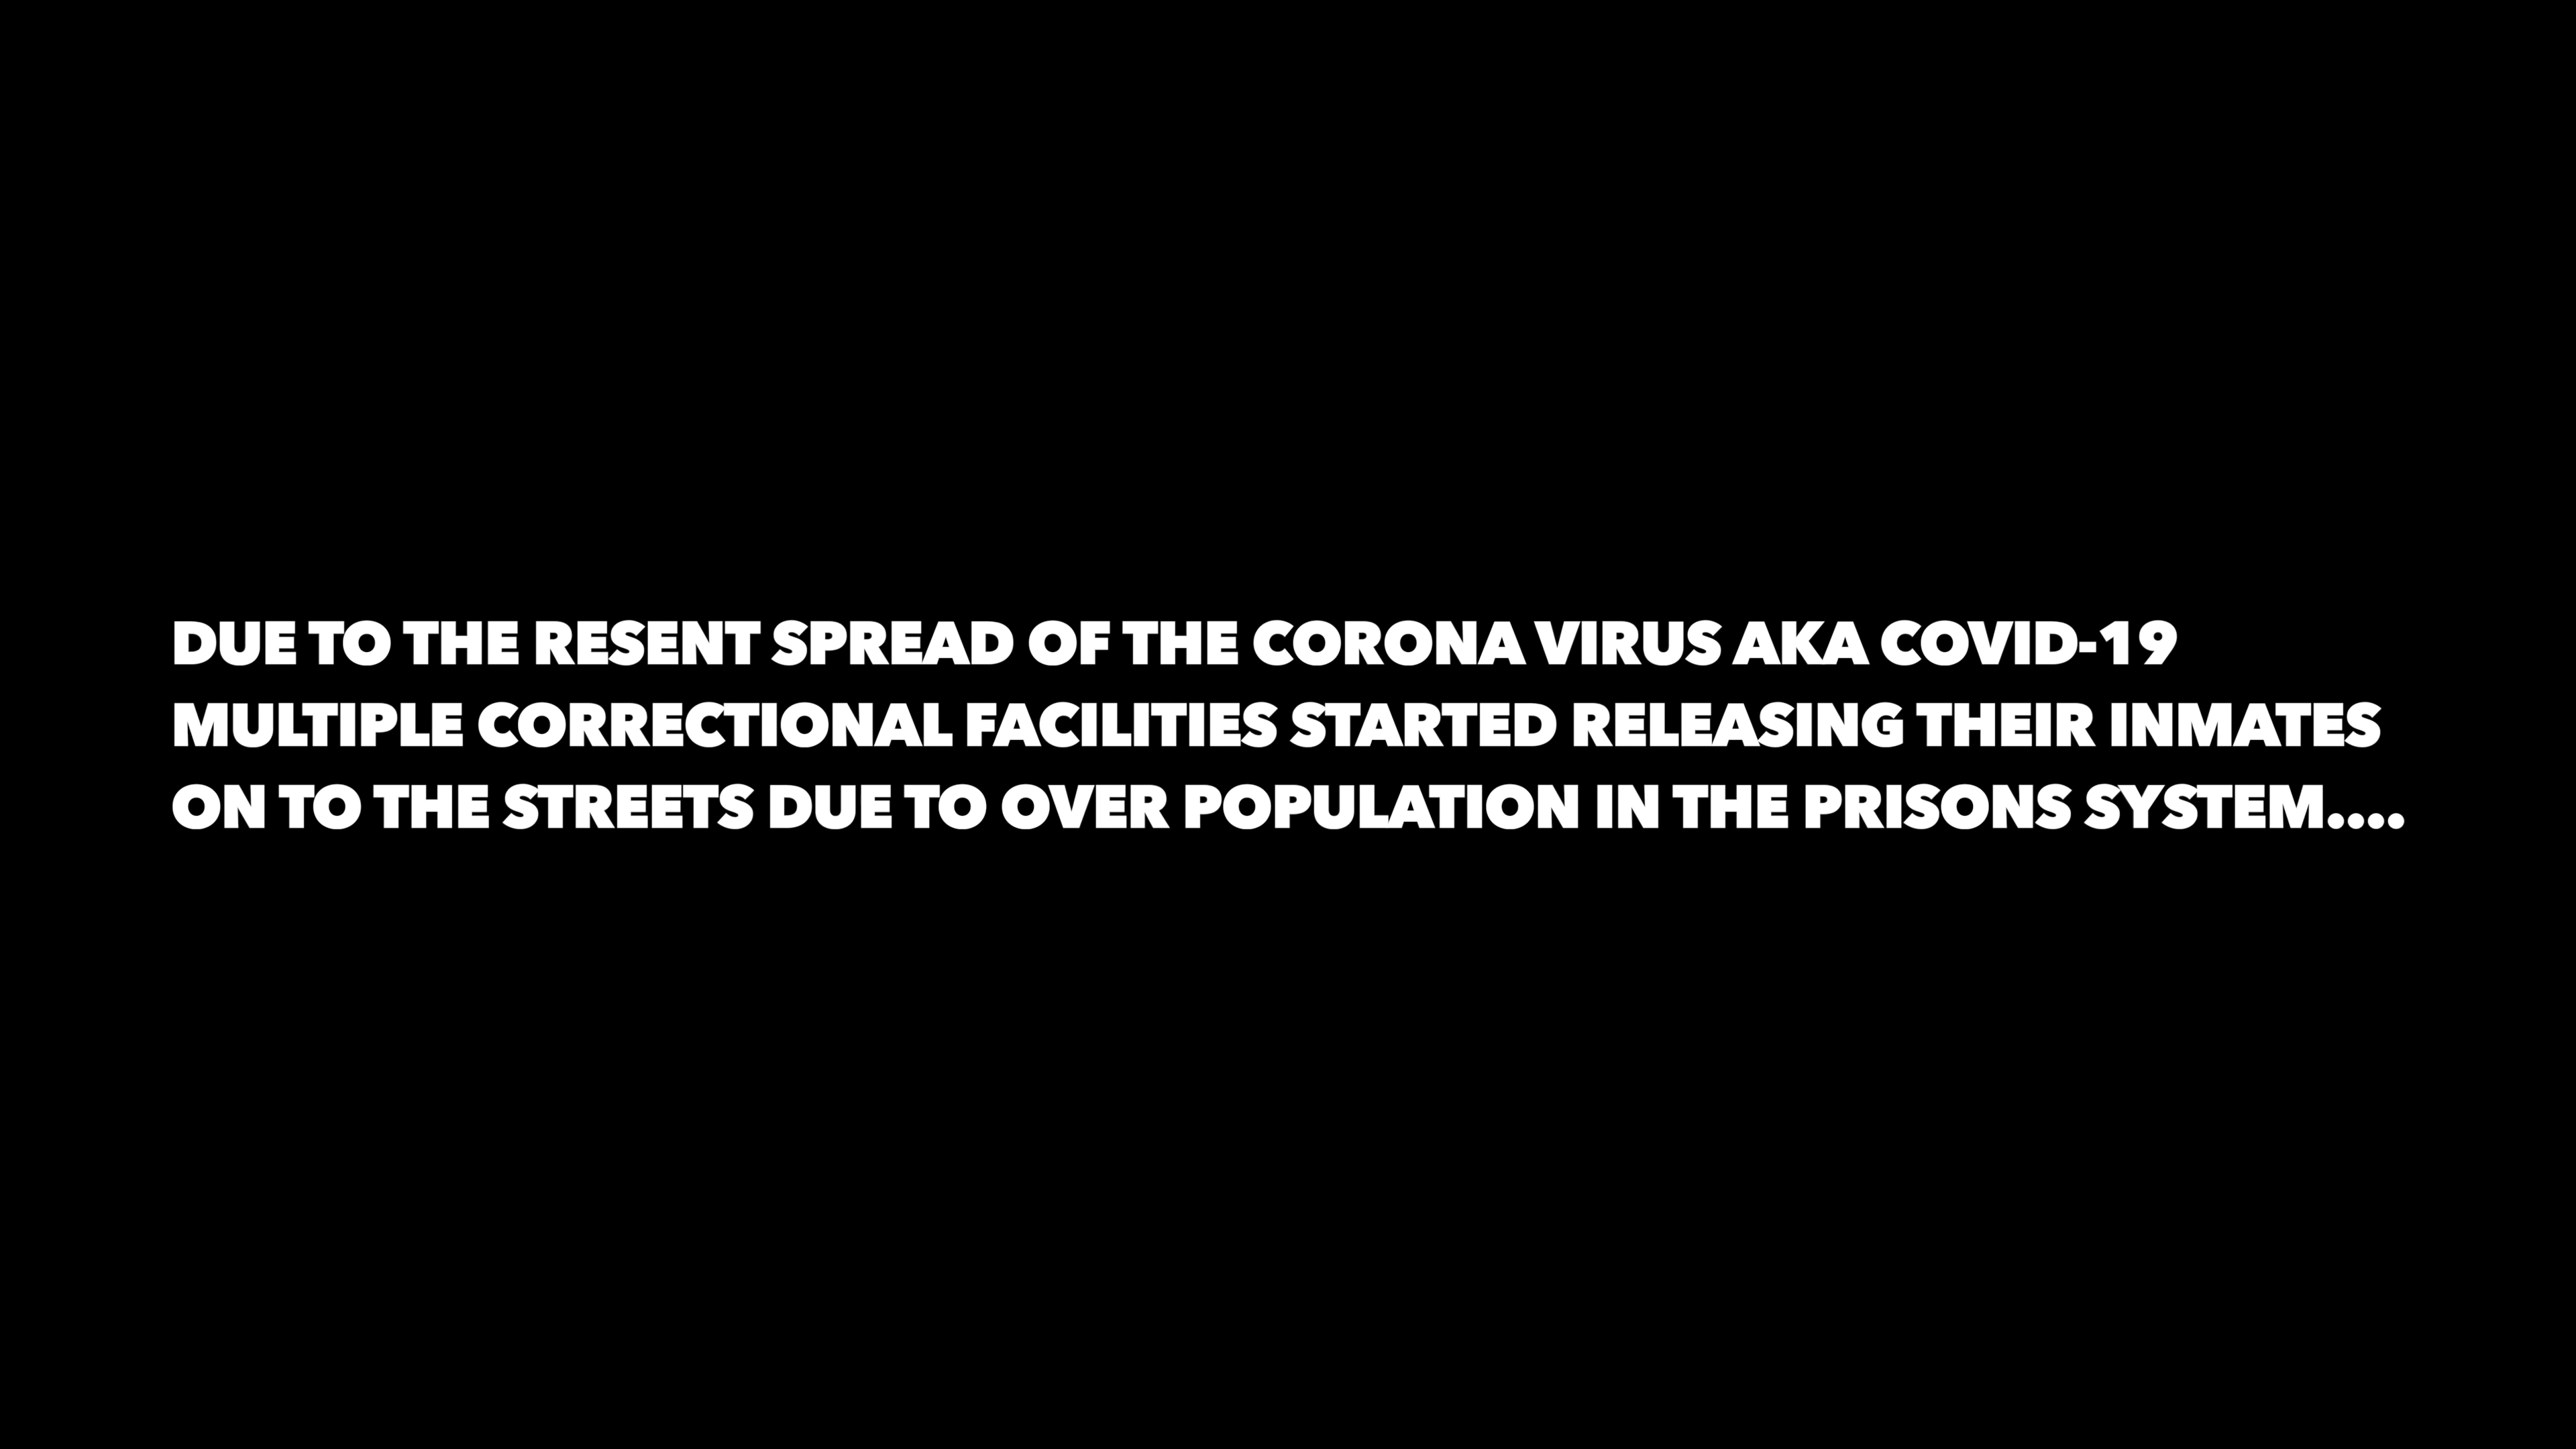 DUE TO THE RESENT SPREAD OF THE CORONA VIRUS AKA COVID-19
MULTIPLE CORRECTIONAL FACILITIES STARTED RELEASING THEIR INMATES
ON TO THE STREETS DUE TO OVER POPULATION IN THE PRISONS SYSTEM....